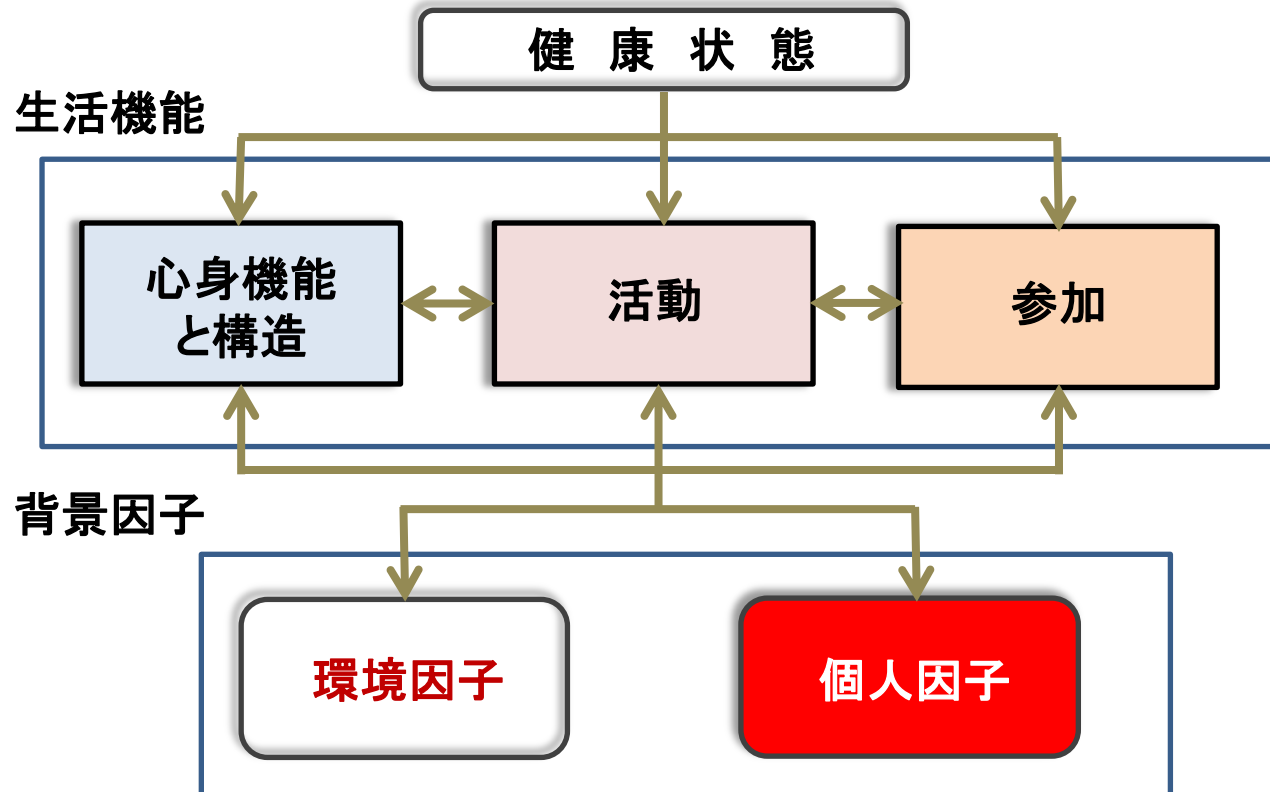 健 康 状 態
生活機能
心身機能
と構造
活動
参加
背景因子
環境因子
個人因子